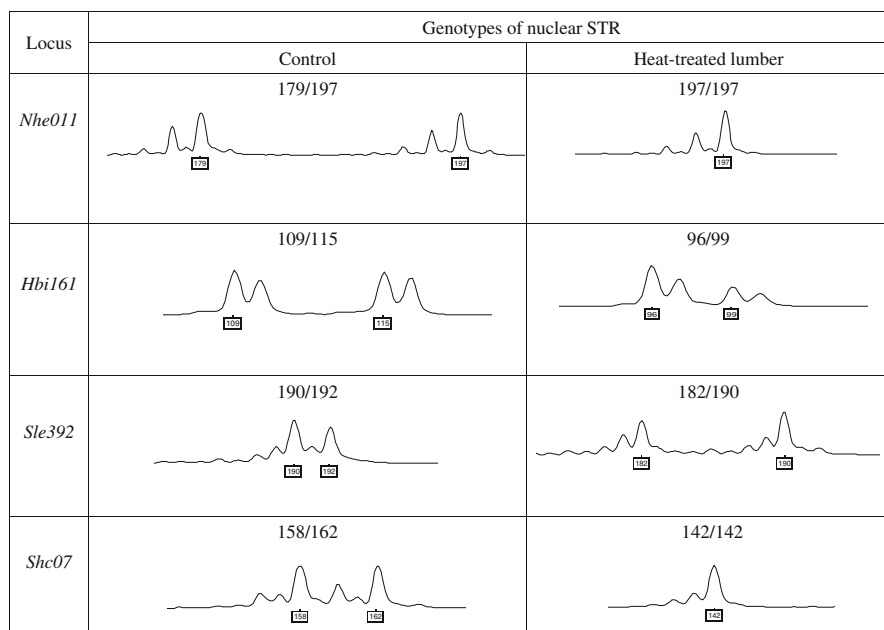 Locus
Genotypes of nuclear STR
Control
Heat-treated lumber
Nhe011
179/197
179
197
197/197
197
Hbi161
109/115
109
115
96/99
96
99
Sle392
190/192
190
192
182/190
182
190
Shc07
158/162
158
162
142/142
142